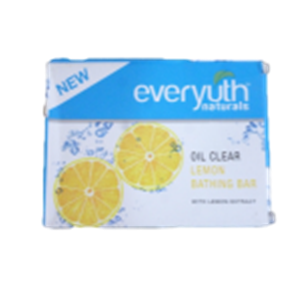 NEW
everyuth
naturals
OIL CLEAR
LEMON
BATHING BAR
WITH LEMON EXTRACT